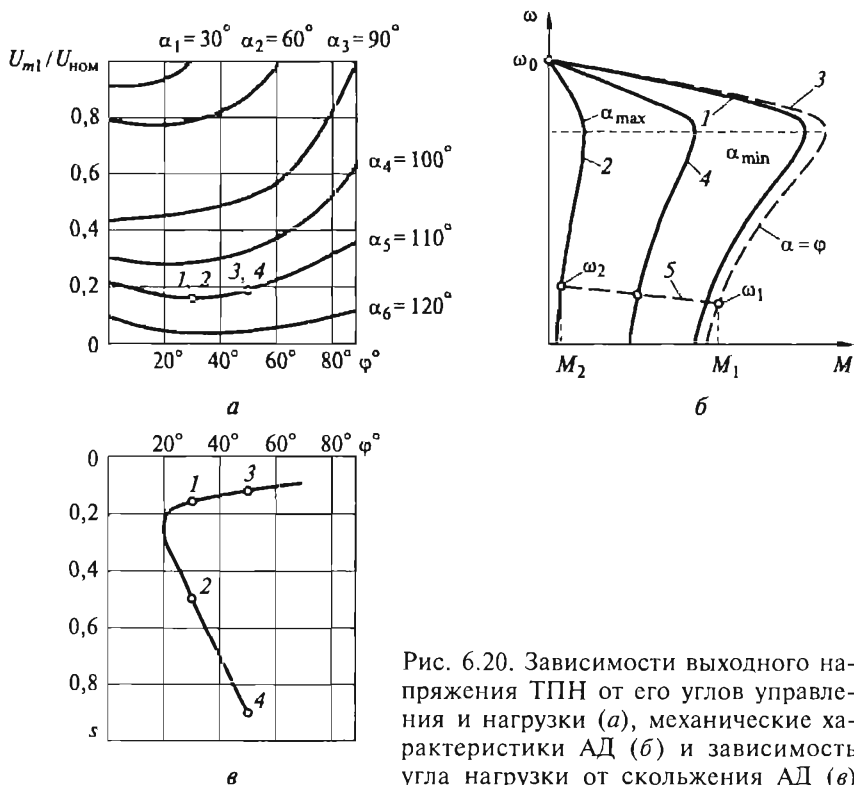 α₁ = 30° α₂ = 60° α₃ = 90°
U_m1/U_ном
0,8
0,6
0,4
0,2
0
α₄ = 100°
α₅ = 110°
α₆ = 120°
1, 2
3, 4
20° 40° 60° 80° φ°
а
ω
ω₀
1
3
α_max
α_min
2
4
α = φ
ω₂
5
ω₁
M₂
M₁
M
б
20° 40° 60° 80° φ°
0
0,2
0,4
0,6
0,8
s
1
3
2
4
в
Рис. 6.20. Зависимости выходного на-
пряжения ТПН от его углов управле-
ния и нагрузки (а), механические ха-
рактеристики АД (б) и зависимость
угла нагрузки от скольжения АД (в)